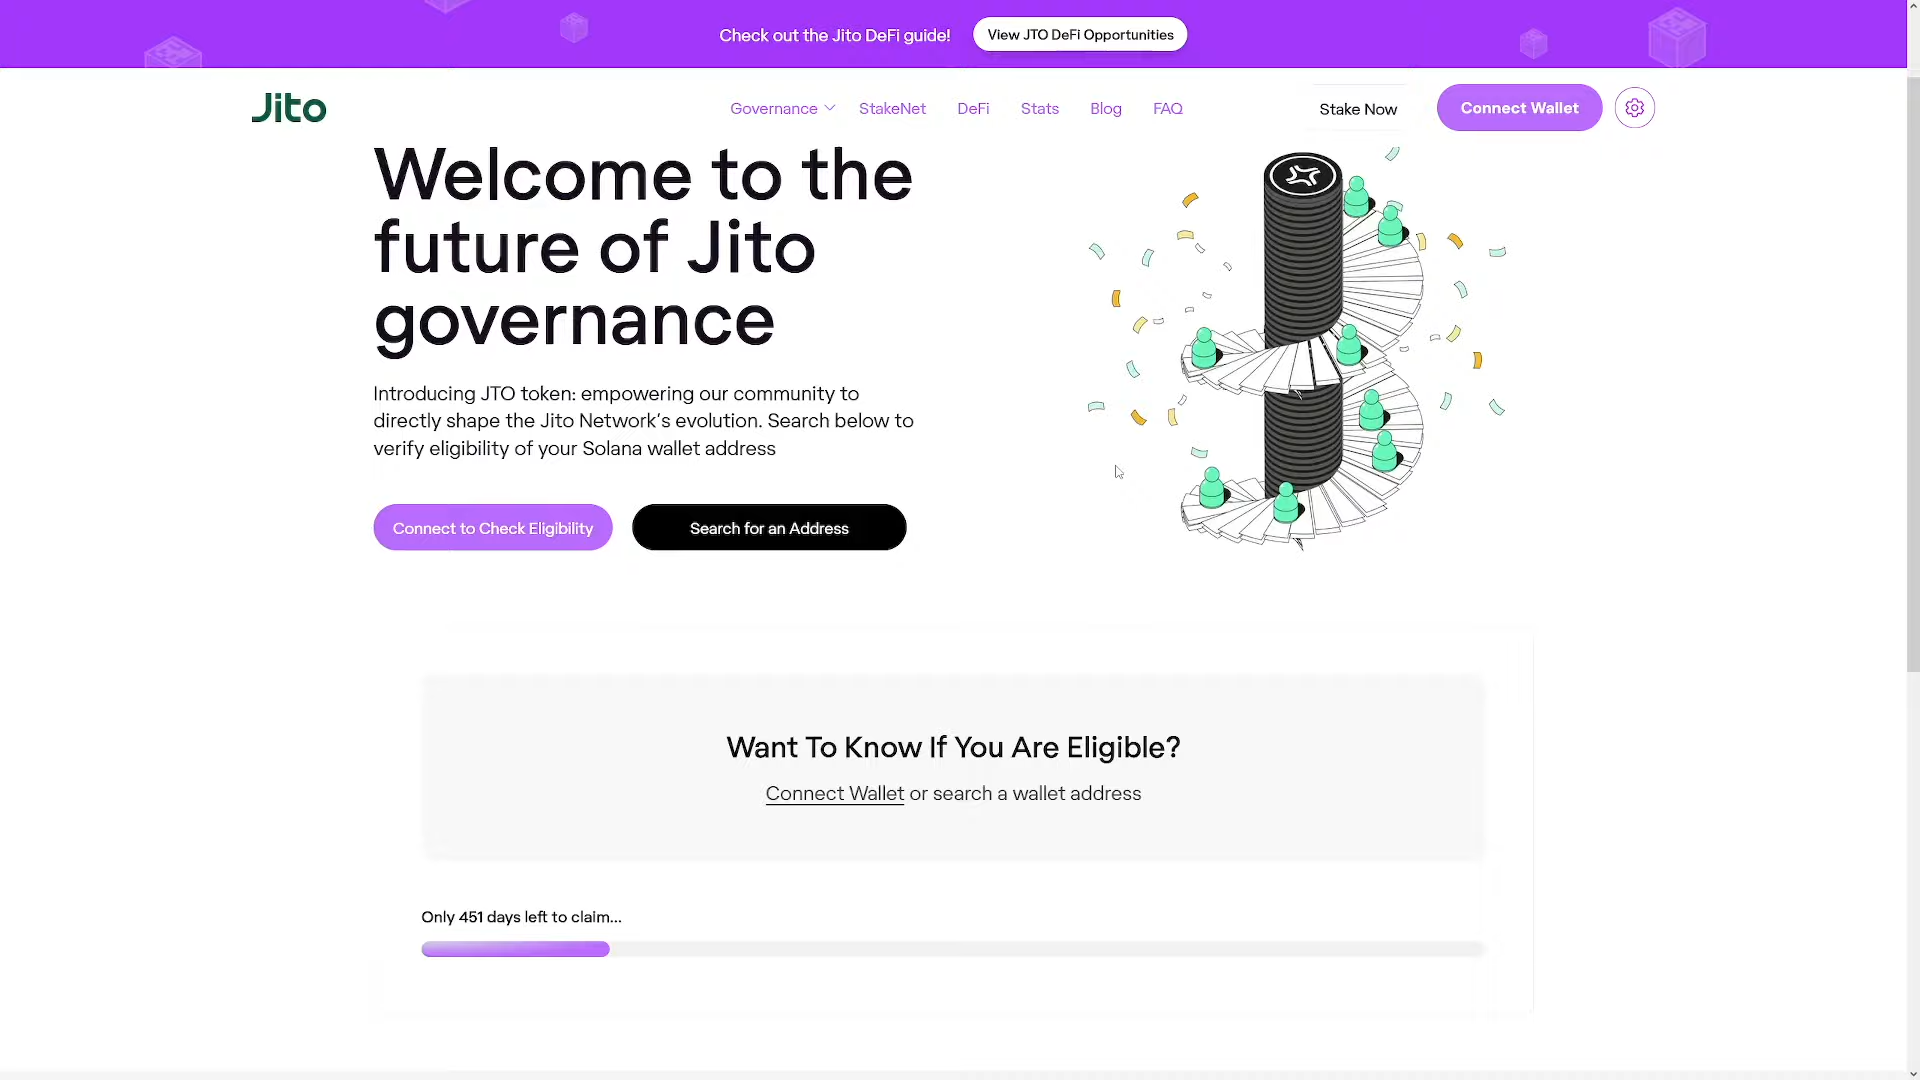 Check out the Jito DeFi guide!
View JTO DeFi Opportunities
Jito
Governance
StakeNet
DeFi
Stats
Blog
FAQ
Stake Now
Connect Wallet
Welcome to the
future of Jito
governance
Introducing JTO token: empowering our community to
directly shape the Jito Network's evolution. Search below to
verify eligibility of your Solana wallet address
Connect to Check Eligibility
Search for an Address
Want To Know If You Are Eligible?
Connect Wallet or search a wallet address
Only 451 days left to claim...